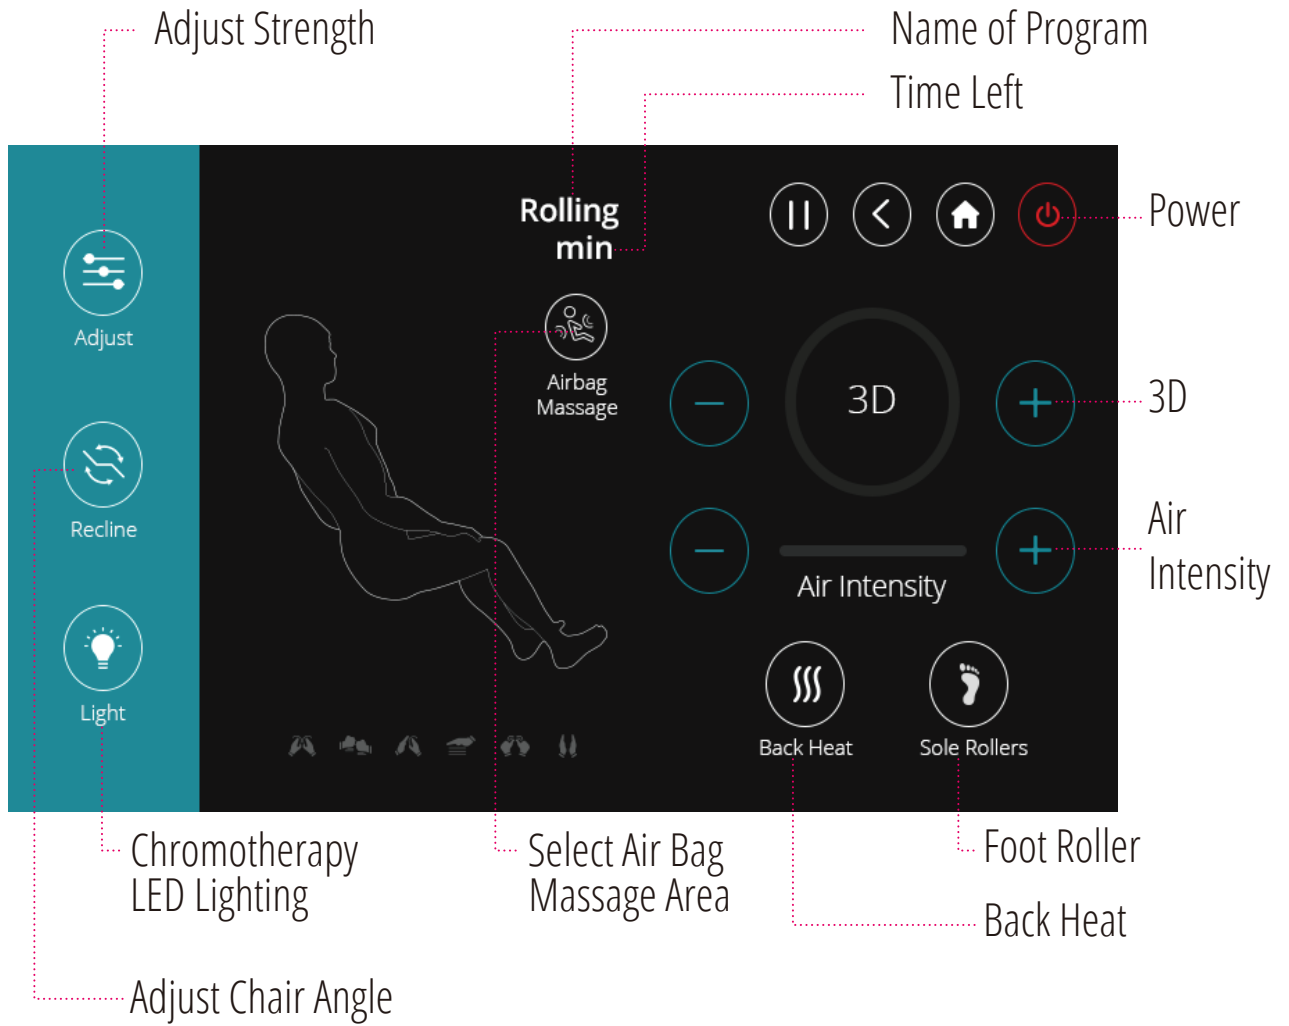 Adjust Strength
Name of Program
Time Left
Rolling
min
Power
Adjust
Airbag
Massage
3D
3D
Recline
Air
Intensity
Air Intensity
Light
Back Heat
Sole Rollers
Chromotherapy
LED Lighting
Select Air Bag
Massage Area
Foot Roller
Back Heat
Adjust Chair Angle